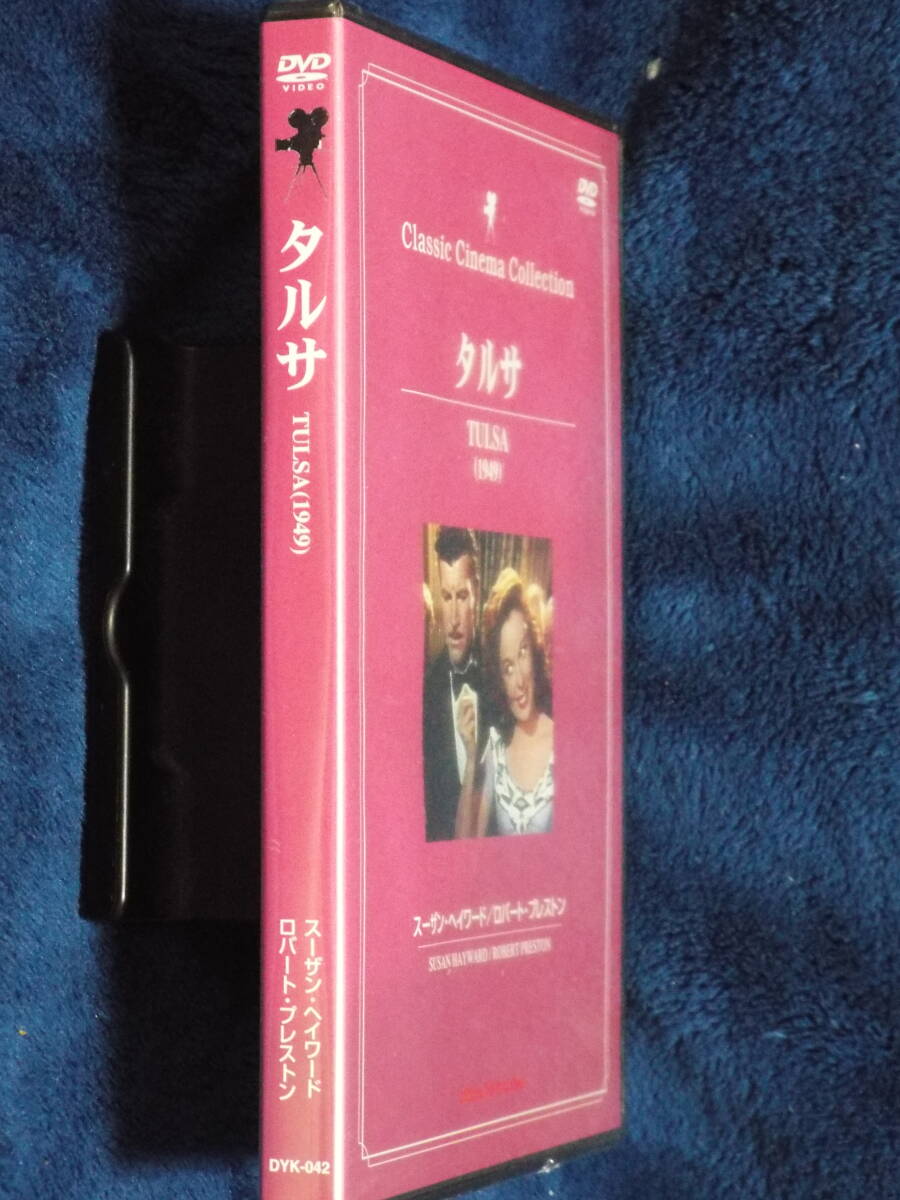 DVD
VIDEO
タルサ
TULSA(1949)
スーザン・ヘイワード
ロバート・プレストン
DYK-042
DVD
Classic Cinema Collection
タルサ
TULSA
(1949)
スーザン・ヘイワード/ロバート・プレストン
SUSAN HAYWARD / ROBERT PRESTON